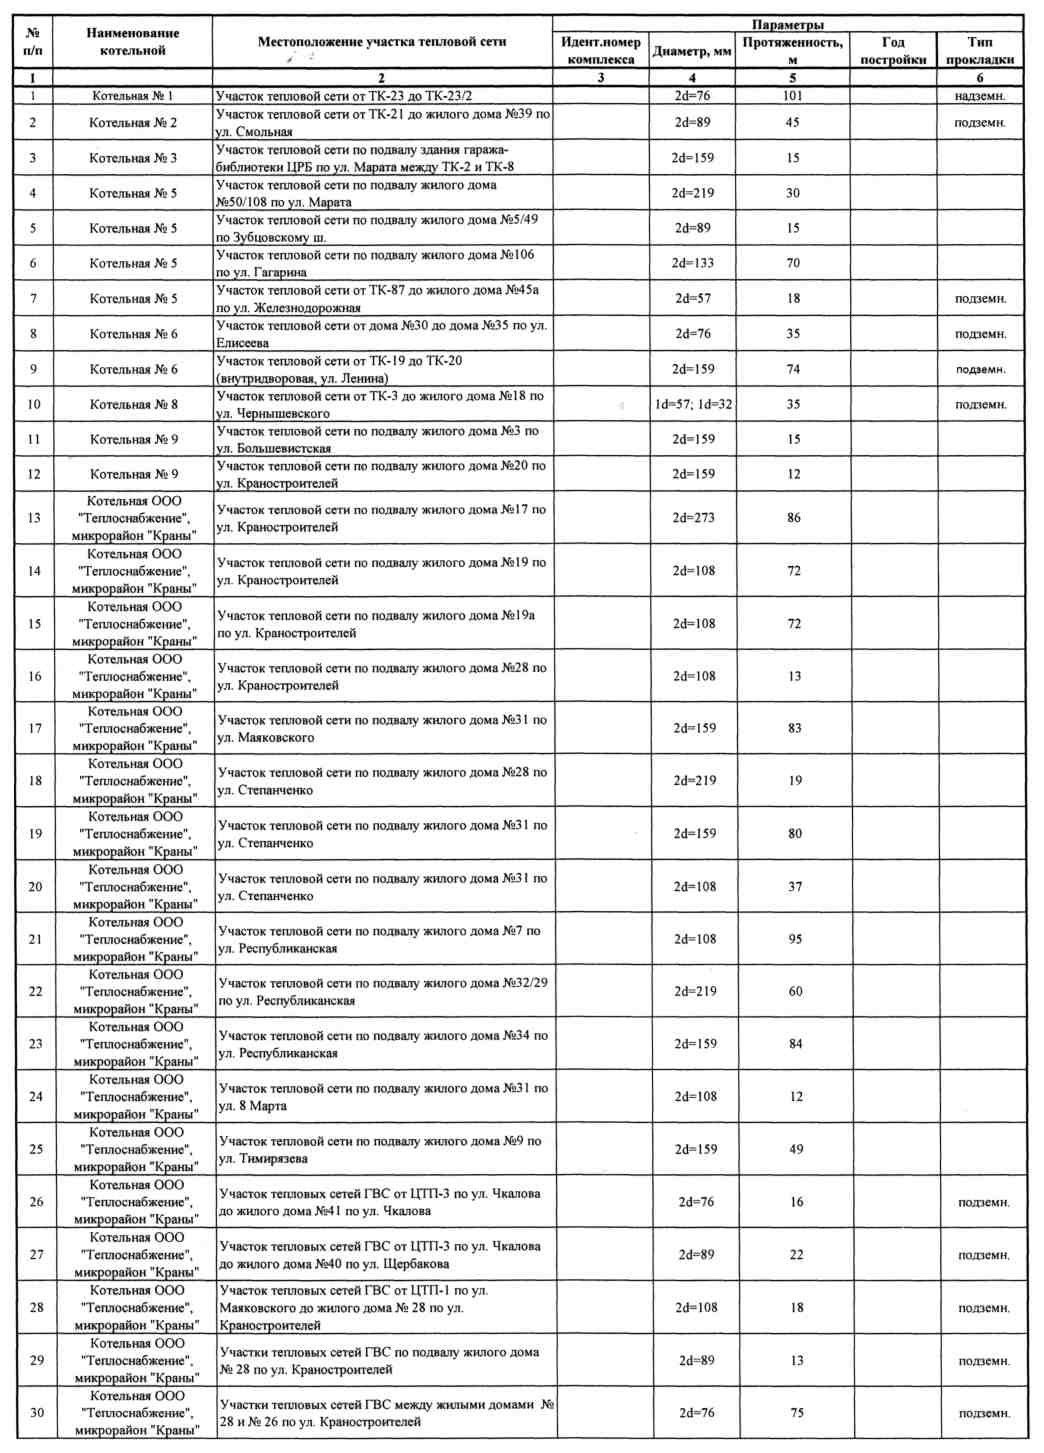 № п/п | Наименование котельной | Местоположение участка тепловой сети | Параметры
Идент.номер комплекса | Диаметр, мм | Протяженность, м | Год постройки | Тип прокладки
1 | 2 | 3 | 4 | 5 | 6
1 | Котельная № 1 | Участок тепловой сети от ТК-23 до ТК-23/2 | 2d=76 | 101 | надземн.
2 | Котельная № 2 | Участок тепловой сети от ТК-21 до жилого дома №39 по
ул. Смольная | 2d=89 | 45 | подземн.
3 | Котельная № 3 | Участок тепловой сети по подвалу здания гаража-
библиотеки ЦРБ по ул. Марата между ТК-2 и ТК-8 | 2d=159 | 15
4 | Котельная № 5 | Участок тепловой сети по подвалу жилого дома
№50/108 по ул. Марата | 2d=219 | 30
5 | Котельная № 5 | Участок тепловой сети по подвалу жилого дома №5/49
по Зубцовскому ш. | 2d=89 | 15
6 | Котельная № 5 | Участок тепловой сети по подвалу жилого дома №106
по ул. Гагарина | 2d=133 | 70
7 | Котельная № 5 | Участок тепловой сети от ТК-87 до жилого дома №45а
по ул. Железнодорожная | 2d=57 | 18 | подземн.
8 | Котельная № 6 | Участок тепловой сети от дома №30 до дома №35 по ул.
Елисеева | 2d=76 | 35 | подземн.
9 | Котельная № 6 | Участок тепловой сети от ТК-19 до ТК-20
(внутридворовая, ул. Ленина) | 2d=159 | 74 | подземн.
10 | Котельная № 8 | Участок тепловой сети от ТК-3 до жилого дома №18 по
ул. Чернышевского | 1d=57; 1d=32 | 35 | подземн.
11 | Котельная № 9 | Участок тепловой сети по подвалу жилого дома №3 по
ул. Большевистская | 2d=159 | 15
12 | Котельная № 9 | Участок тепловой сети по подвалу жилого дома №20 по
ул. Краностроителей | 2d=159 | 12
13 | Котельная ООО "Теплоснабжение", микрорайон "Краны" | Участок тепловой сети по подвалу жилого дома №17 по
ул. Краностроителей | 2d=273 | 86
14 | Котельная ООО "Теплоснабжение", микрорайон "Краны" | Участок тепловой сети по подвалу жилого дома №19 по
ул. Краностроителей | 2d=108 | 72
15 | Котельная ООО "Теплоснабжение", микрорайон "Краны" | Участок тепловой сети по подвалу жилого дома №19а
по ул. Краностроителей | 2d=108 | 72
16 | Котельная ООО "Теплоснабжение", микрорайон "Краны" | Участок тепловой сети по подвалу жилого дома №28 по
ул. Краностроителей | 2d=108 | 13
17 | Котельная ООО "Теплоснабжение", микрорайон "Краны" | Участок тепловой сети по подвалу жилого дома №31 по
ул. Маяковского | 2d=159 | 83
18 | Котельная ООО "Теплоснабжение", микрорайон "Краны" | Участок тепловой сети по подвалу жилого дома №28 по
ул. Степанченко | 2d=219 | 19
19 | Котельная ООО "Теплоснабжение", микрорайон "Краны" | Участок тепловой сети по подвалу жилого дома №31 по
ул. Степанченко | 2d=159 | 80
20 | Котельная ООО "Теплоснабжение", микрорайон "Краны" | Участок тепловой сети по подвалу жилого дома №31 по
ул. Степанченко | 2d=108 | 37
21 | Котельная ООО "Теплоснабжение", микрорайон "Краны" | Участок тепловой сети по подвалу жилого дома №7 по
ул. Республиканская | 2d=108 | 95
22 | Котельная ООО "Теплоснабжение", микрорайон "Краны" | Участок тепловой сети по подвалу жилого дома №32/29
по ул. Республиканская | 2d=219 | 60
23 | Котельная ООО "Теплоснабжение", микрорайон "Краны" | Участок тепловой сети по подвалу жилого дома №34 по
ул. Республиканская | 2d=159 | 84
24 | Котельная ООО "Теплоснабжение", микрорайон "Краны" | Участок тепловой сети по подвалу жилого дома №31 по
ул. 8 Марта | 2d=108 | 12
25 | Котельная ООО "Теплоснабжение", микрорайон "Краны" | Участок тепловой сети по подвалу жилого дома №9 по
ул. Тимирязева | 2d=159 | 49
26 | Котельная ООО "Теплоснабжение", микрорайон "Краны" | Участок тепловых сетей ГВС от ЦТП-3 по ул. Чкалова
до жилого дома №41 по ул. Чкалова | 2d=76 | 16 | подземн.
27 | Котельная ООО "Теплоснабжение", микрорайон "Краны" | Участок тепловых сетей ГВС от ЦТП-3 по ул. Чкалова
до жилого дома №40 по ул. Щербакова | 2d=89 | 22 | подземн.
28 | Котельная ООО "Теплоснабжение", микрорайон "Краны" | Участок тепловых сетей ГВС от ЦТП-1 по ул.
Маяковского до жилого дома № 28 по ул.
Краностроителей | 2d=108 | 18 | подземн.
29 | Котельная ООО "Теплоснабжение", микрорайон "Краны" | Участки тепловых сетей ГВС по подвалу жилого дома
№ 28 по ул. Краностроителей | 2d=89 | 13 | подземн.
30 | Котельная ООО "Теплоснабжение", микрорайон "Краны" | Участки тепловых сетей ГВС между жилыми домами №
28 и № 26 по ул. Краностроителей | 2d=76 | 75 | подземн.